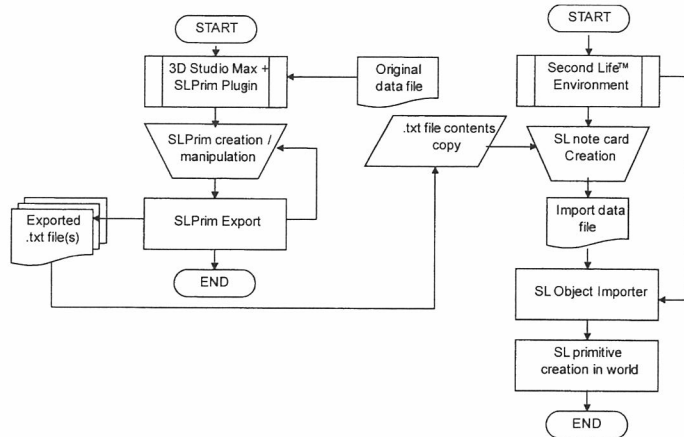 START
3D Studio Max +
SLPrim Plugin
Original
data file
SLPrim creation /
manipulation
SLPrim Export
Exported
.txt file(s)
END
.txt file contents
copy
START
Second Life™
Environment
SL note card
Creation
Import data
file
SL Object Importer
SL primitive
creation in world
END